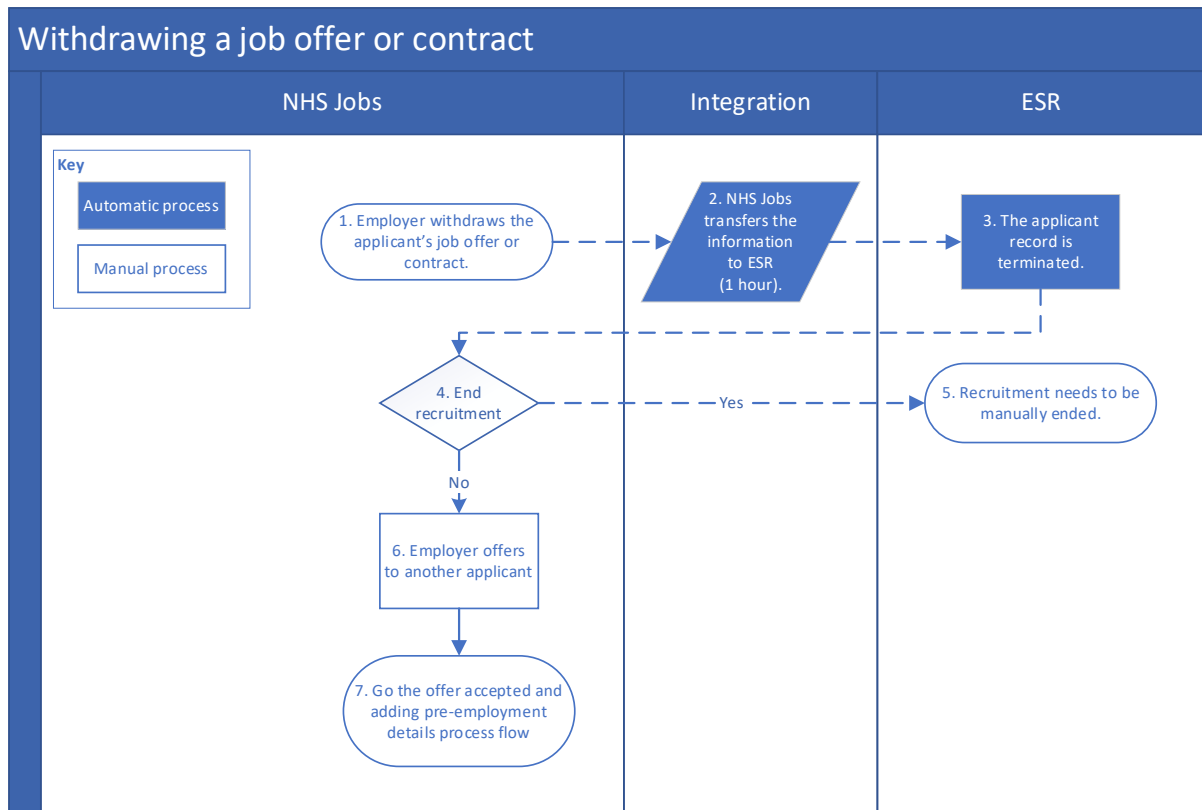 Withdrawing a job offer or contract
NHS Jobs
Integration
ESR
Key
Automatic process
Manual process
1. Employer withdraws the
applicant’s job offer or
contract.
2. NHS Jobs
transfers the
information
to ESR
(1 hour).
3. The applicant
record is
terminated.
4. End
recruitment
Yes
5. Recruitment needs to be
manually ended.
No
6. Employer offers
to another applicant
7. Go the offer accepted and
adding pre-employment
details process flow